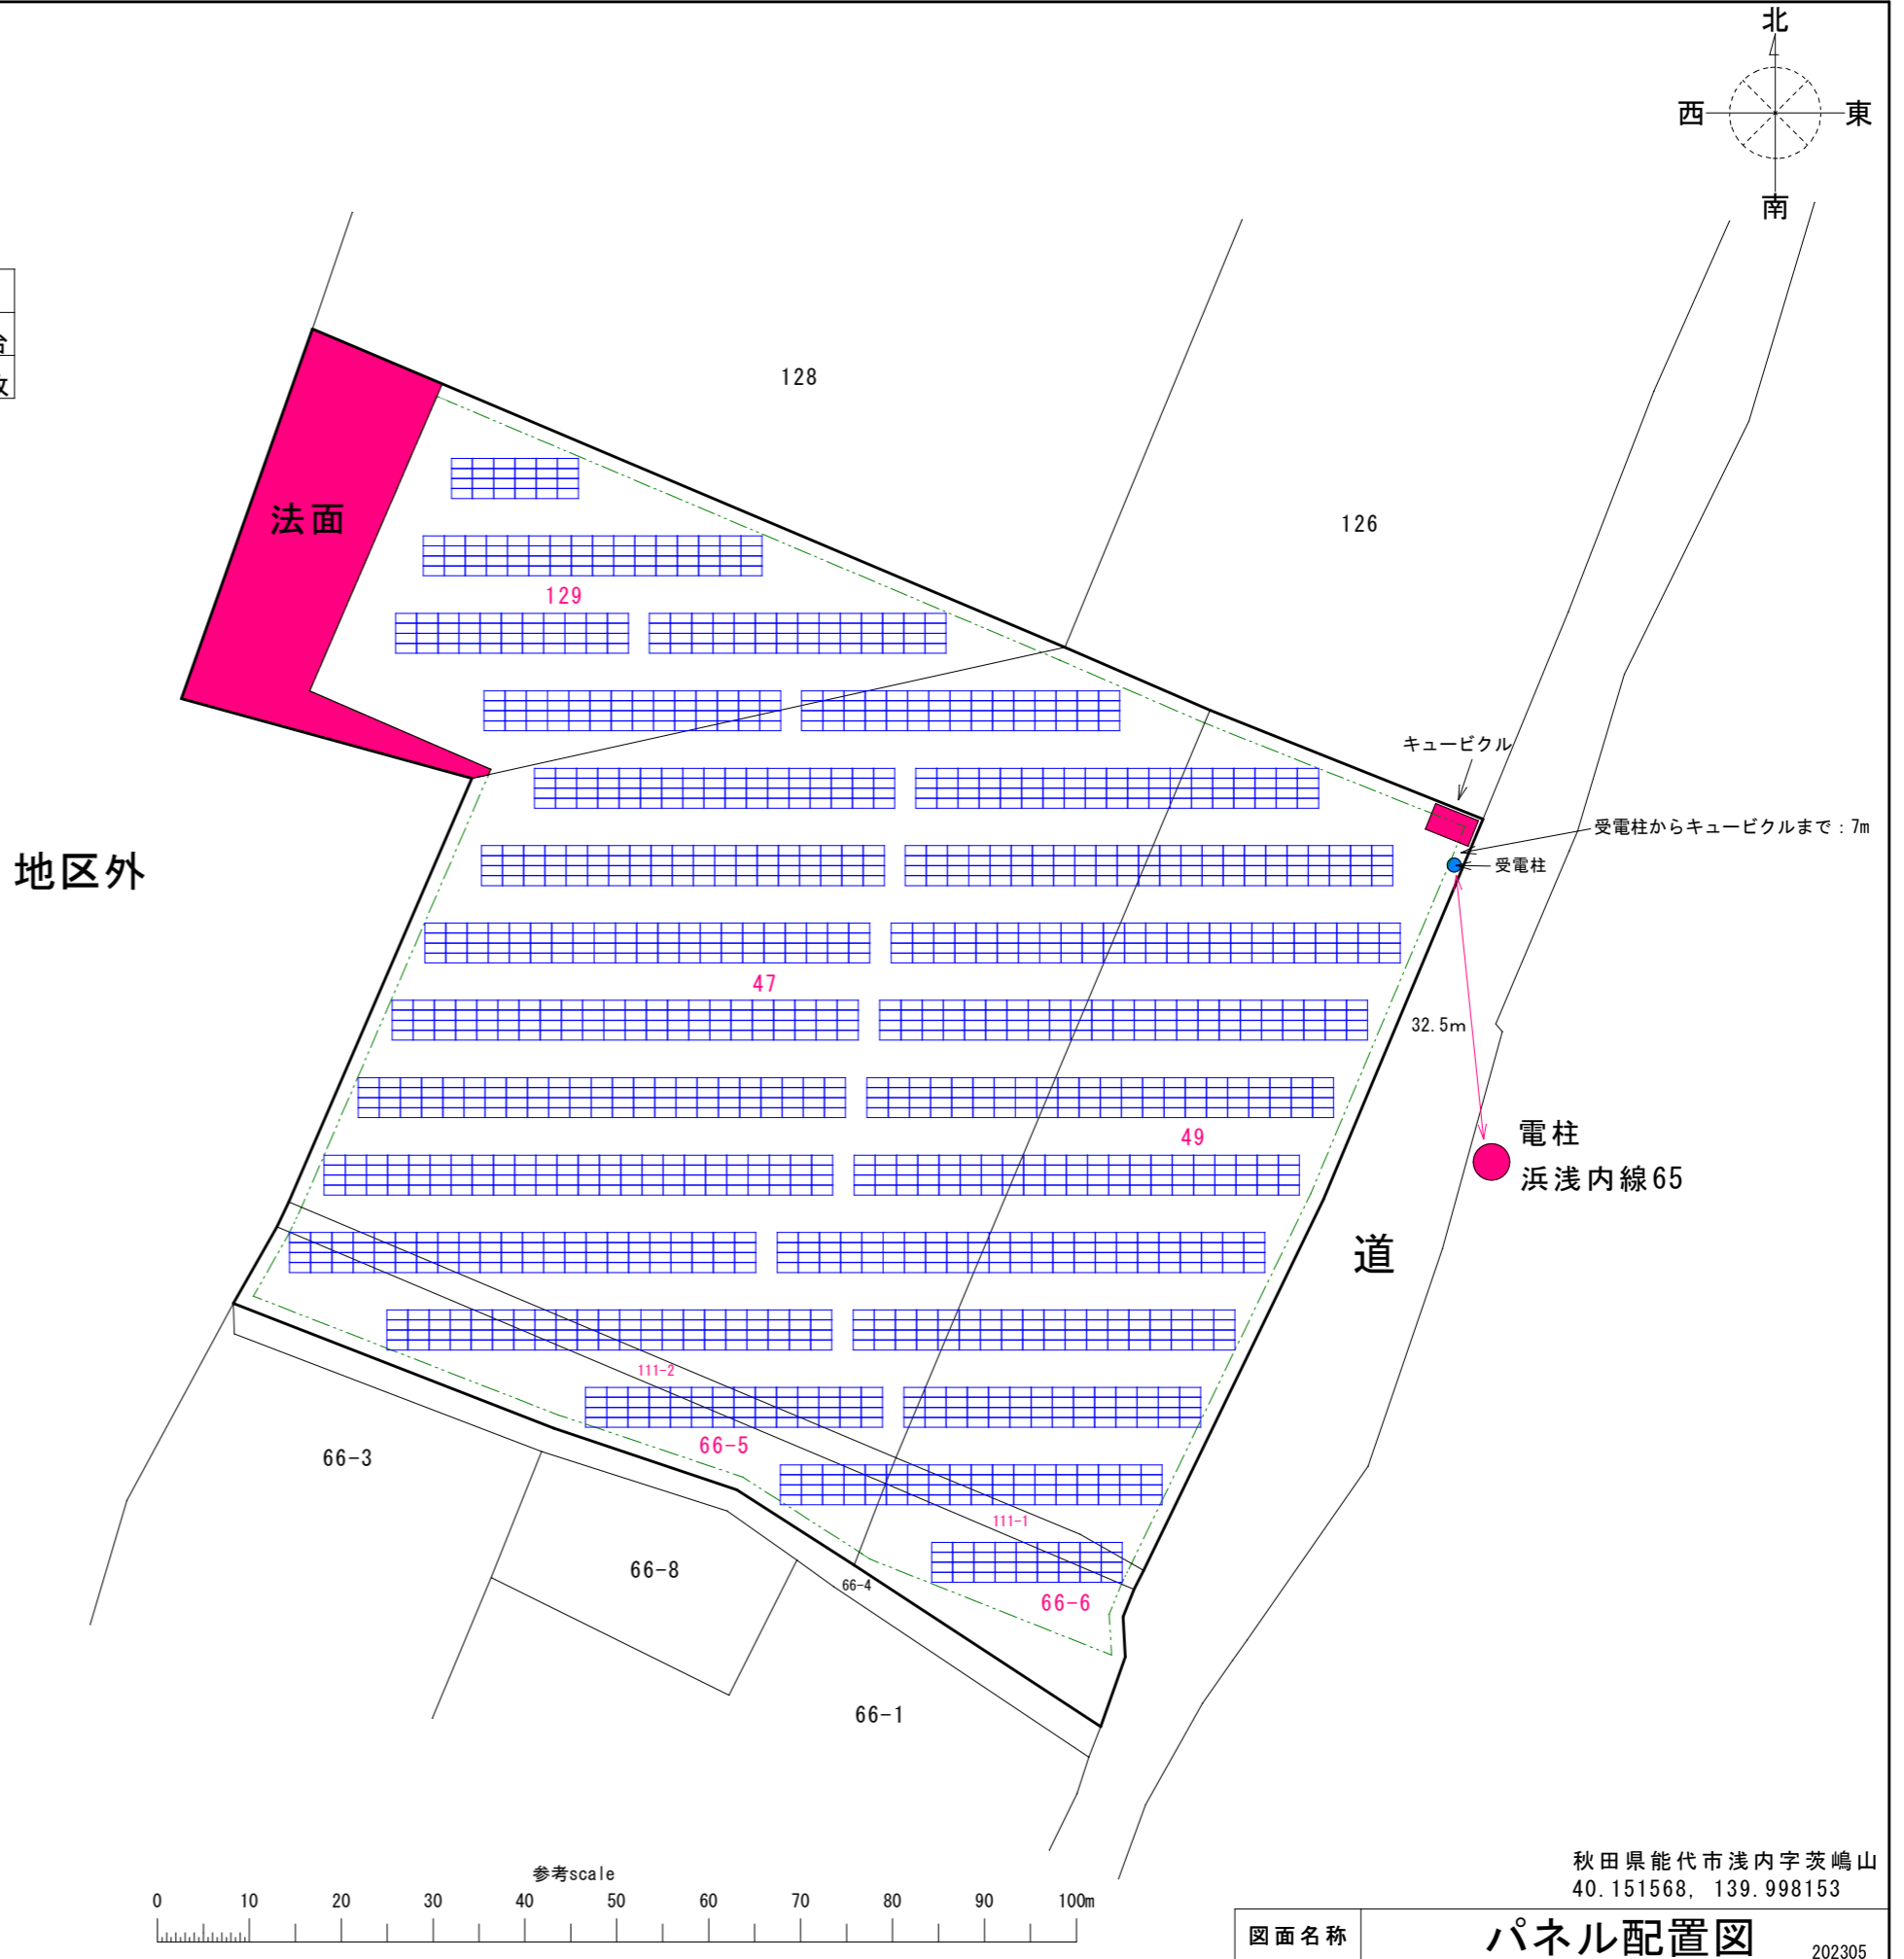 北
西
東
南
128
126
法面
129
キュービクル
受電柱からキュービクルまで：7m
受電柱
地区外
47
32.5m
49
電柱
浜浅内線65
道
111-2
66-5
66-3
111-1
66-8
66-4
66-6
66-1
秋田県能代市浅内字茨嶋山
40.151568, 139.998153
参考scale
0 10 20 30 40 50 60 70 80 90 100m
図面名称
パネル配置図
202305